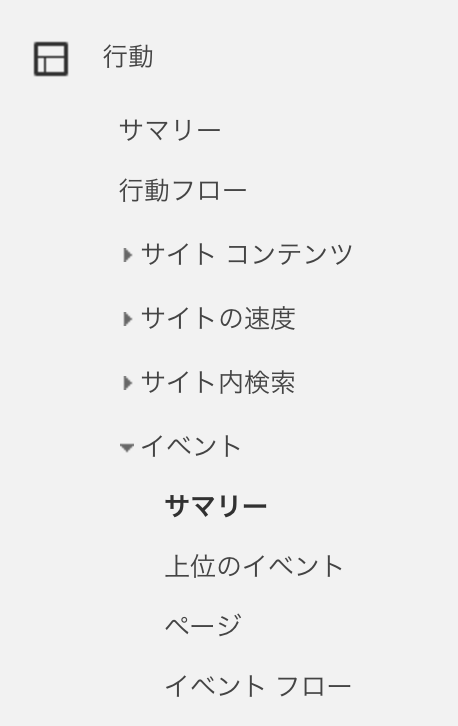 行動
サマリー
行動フロー
サイト コンテンツ
サイトの速度
サイト内検索
イベント
サマリー
上位のイベント
ページ
イベント フロー